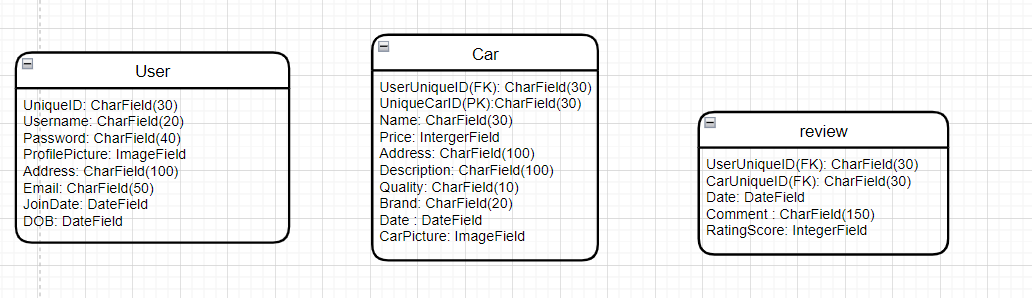 User
UniqueID: CharField(30)
Username: CharField(20)
Password: CharField(40)
ProfilePicture: ImageField
Address: CharField(100)
Email: CharField(50)
JoinDate: DateField
DOB: DateField
Car
UserUniqueID(FK): CharField(30)
UniqueCarID(PK):CharField(30)
Name: CharField(30)
Price: IntergerField
Address: CharField(100)
Description: CharField(100)
Quality: CharField(10)
Brand: CharField(20)
Date : DateField
CarPicture: ImageField
review
UserUniqueID(FK): CharField(30)
CarUniqueID(FK): CharField(30)
Date: DateField
Comment : CharField(150)
RatingScore: IntegerField